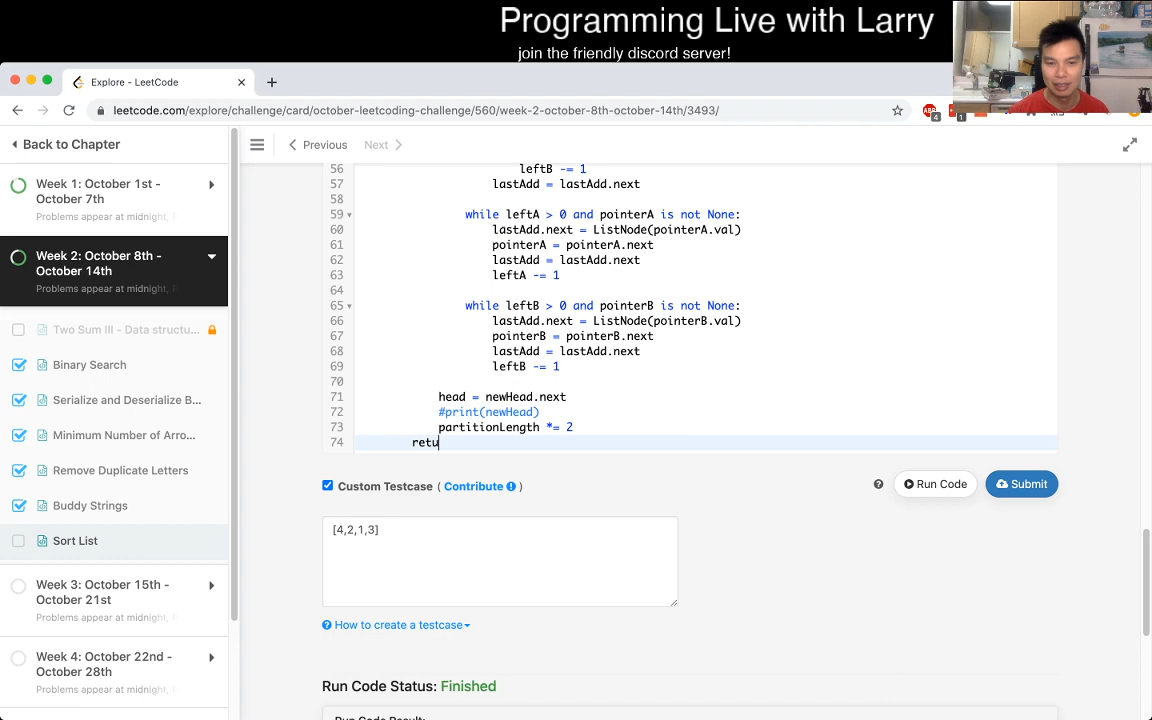 Programming Live with Larry
join the friendly discord server!
Explore - LeetCode
leetcode.com/explore/challenge/card/october-leetcoding-challenge/560/week-2-october-8th-october-14th/3493/
4
1
Back to Chapter
Previous
Next
Week 1: October 1st -
October 7th
Problems appear at midnight,
Week 2: October 8th -
October 14th
Problems appear at midnight,
Two Sum III - Data structu...
Binary Search
Serialize and Deserialize B...
Minimum Number of Arro...
Remove Duplicate Letters
Buddy Strings
Sort List
Week 3: October 15th -
October 21st
Problems appear at midnight,
Week 4: October 22nd -
October 28th
Problems appear at midnight,
56 leftB -= 1
57 lastAdd = lastAdd.next
58
59 while leftA > 0 and pointerA is not None:
60 lastAdd.next = ListNode(pointerA.val)
61 pointerA = pointerA.next
62 lastAdd = lastAdd.next
63 leftA -= 1
64
65 while leftB > 0 and pointerB is not None:
66 lastAdd.next = ListNode(pointerB.val)
67 pointerB = pointerB.next
68 lastAdd = lastAdd.next
69 leftB -= 1
70
71 head = newHead.next
72 #print(newHead)
73 partitionLength *= 2
74 retu
Custom Testcase ( Contribute )
Run Code
Submit
[4,2,1,3]
How to create a testcase
Run Code Status: Finished
Run Code Result: